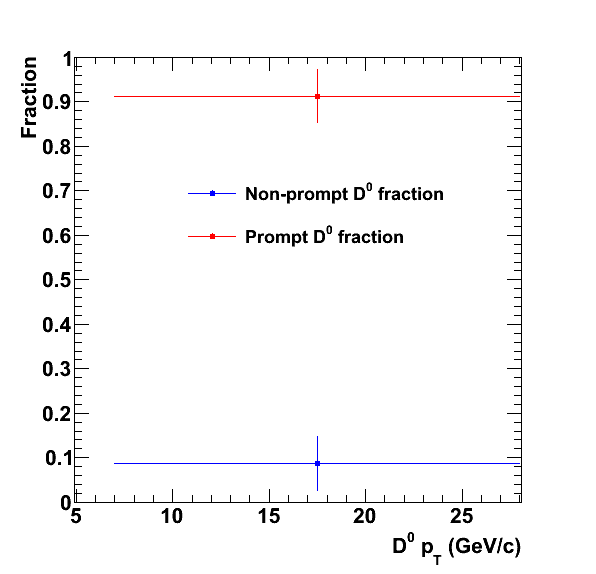 Fraction
1
0.9
0.8
0.7
0.6
0.5
0.4
0.3
0.2
0.1
0
Non-prompt D⁰ fraction
Prompt D⁰ fraction
5 10 15 20 25
D⁰ p_T (GeV/c)